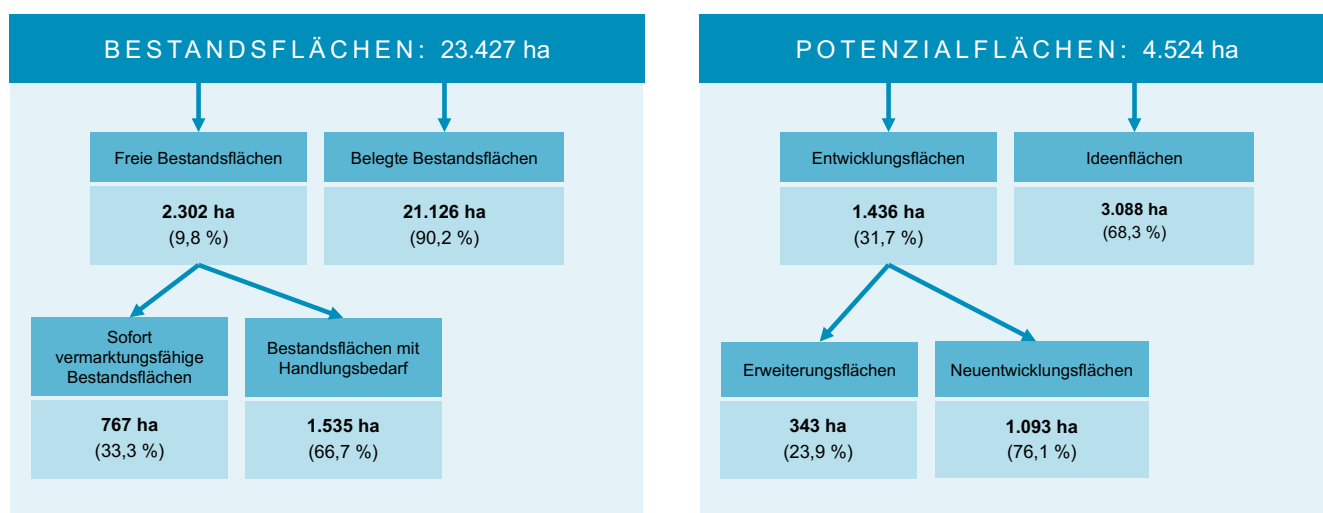 BESTANDSFLÄCHEN: 23.427 ha
Freie Bestandsflächen
2.302 ha
(9,8 %)
Belegte Bestandsflächen
21.126 ha
(90,2 %)
Sofort
vermarktungsfähige
Bestandsflächen
767 ha
(33,3 %)
Bestandsflächen mit
Handlungsbedarf
1.535 ha
(66,7 %)
POTENZIALFLÄCHEN: 4.524 ha
Entwicklungsflächen
1.436 ha
(31,7 %)
Ideenflächen
3.088 ha
(68,3 %)
Erweiterungsflächen
343 ha
(23,9 %)
Neuentwicklungsflächen
1.093 ha
(76,1 %)